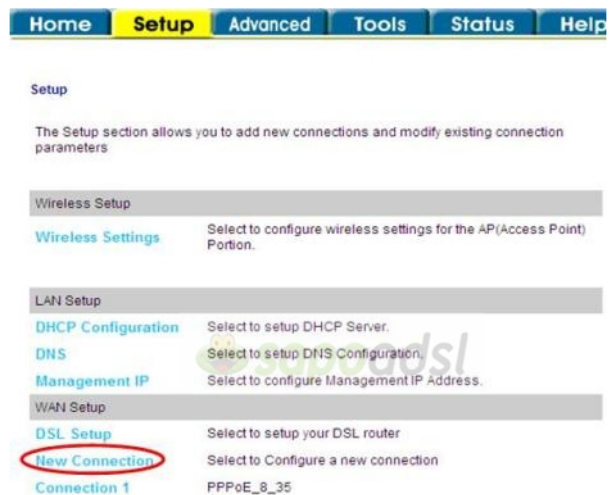 Home Setup Advanced Tools Status Help
Setup
The Setup section allows you to add new connections and modify existing connection
parameters
Wireless Setup
Wireless Settings Select to configure wireless settings for the AP(Access Point)
Portion.
LAN Setup
DHCP Configuration Select to setup DHCP Server.
DNS Select to setup DNS Configuration.
sapoadsl
Management IP Select to configure Management IP Address.
WAN Setup
DSL Setup Select to setup your DSL router
New Connection Select to Configure a new connection
Connection 1 PPPoE_8_35